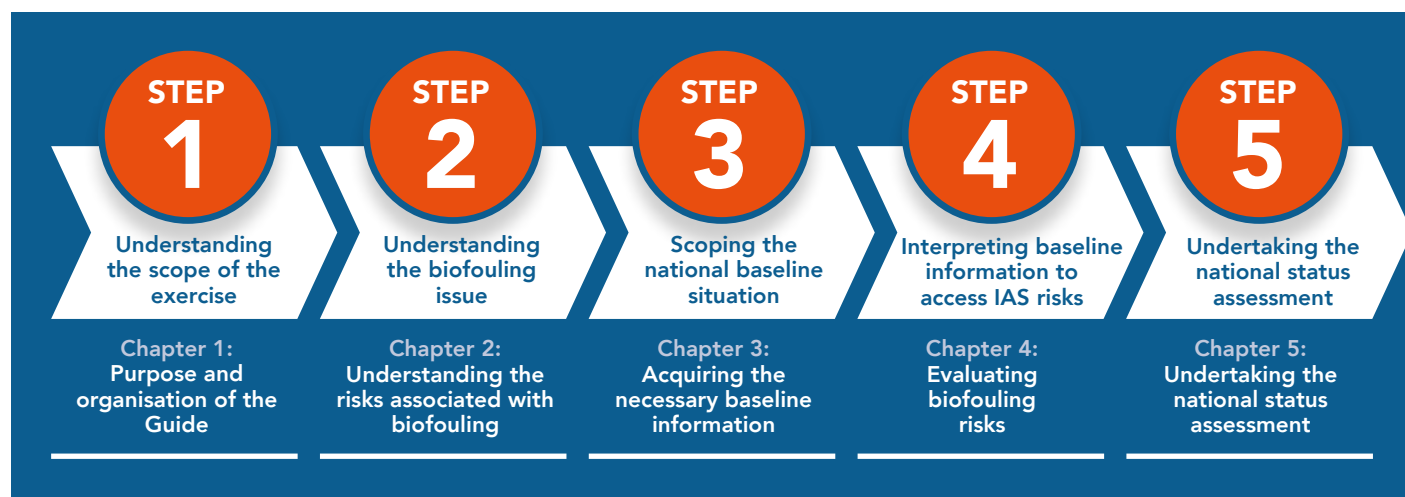 STEP
1
Understanding
the scope of the
exercise
Chapter 1:
Purpose and
organisation of the
Guide
STEP
2
Understanding
the biofouling
issue
Chapter 2:
Understanding the
risks associated with
biofouling
STEP
3
Scoping the
national baseline
situation
Chapter 3:
Acquiring the
necessary baseline
information
STEP
4
Interpreting baseline
information to
access IAS risks
Chapter 4:
Evaluating
biofouling
risks
STEP
5
Undertaking the
national status
assessment
Chapter 5:
Undertaking the
national status
assessment